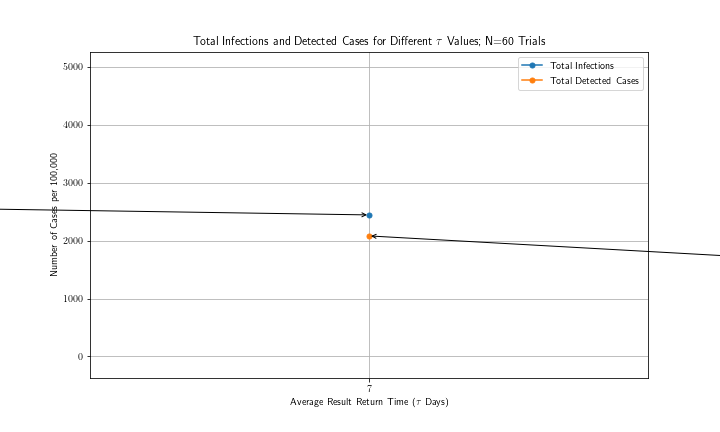 Total Infections and Detected Cases for Different τ Values; N=60 Trials
Total Infections
Total Detected Cases
Number of Cases per 100,000
5000
4000
3000
2000
1000
0
7
Average Result Return Time (τ Days)